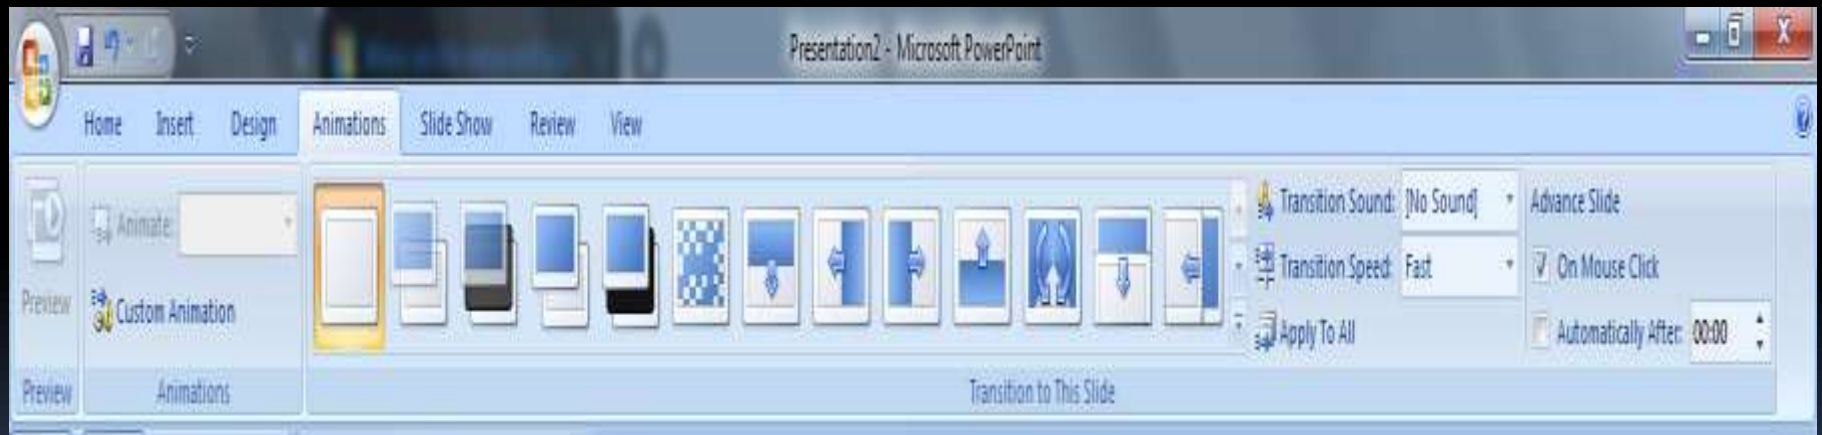 Presentation2 - Microsoft PowerPoint
Home Insert Design Animations Slide Show Review View
Transition Sound: [No Sound] Advance Slide
Animate:
Transition Speed: Fast On Mouse Click
Preview Custom Animation
Apply To All Automatically After: 00:00
Preview Animations Transition to This Slide